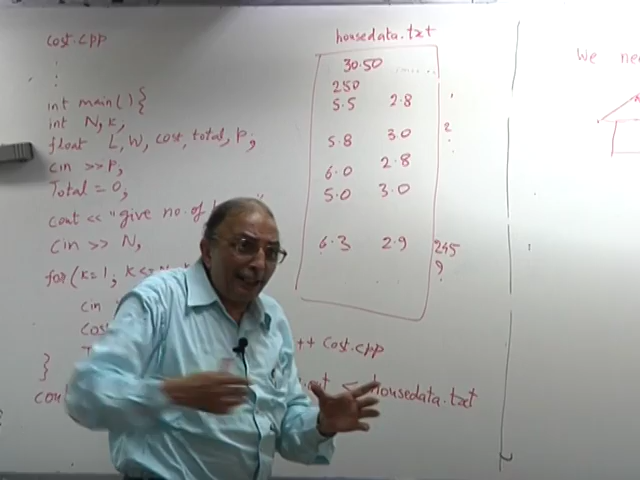 cost.cpp
int main() {
int N, k,
float L, W, cost, total, P;
cin >> P;
Total = 0;
cout << "give no. of
cin >> N,
for (k=1; k <=
cin
cos
}
cou
housedata.txt
30.50 .......
250
5.5 2.8
5.8 3.0 2
6.0 2.8
5.0 3.0
6.3 2.9 245
9
++ cost.cpp
< housedata.txt
We nee